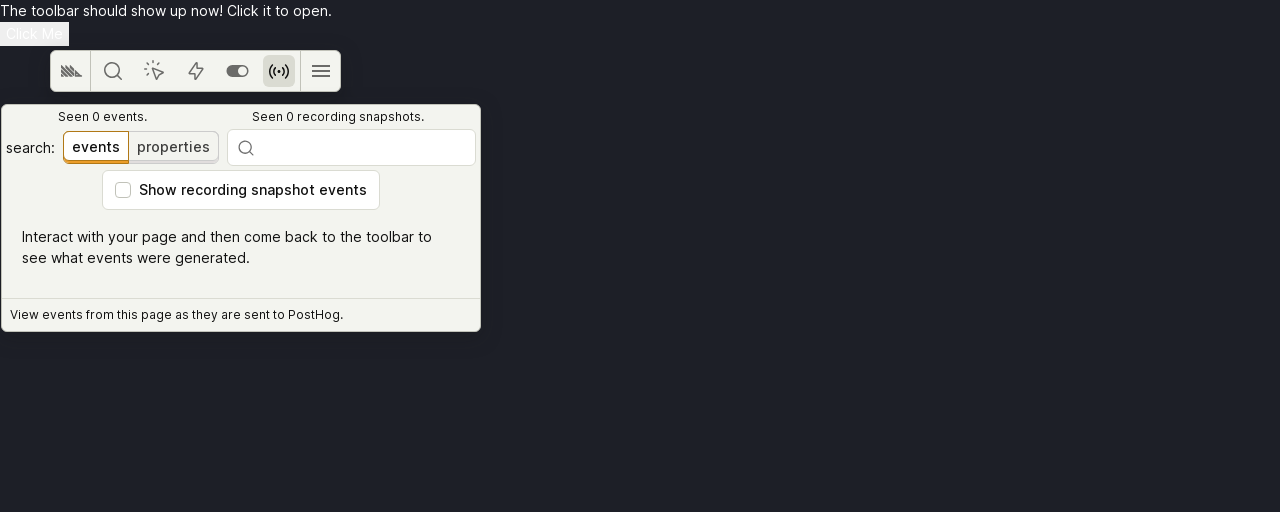 The toolbar should show up now! Click it to open.
Click Me
Seen 0 events.
Seen 0 recording snapshots.
search: events properties
Show recording snapshot events
Interact with your page and then come back to the toolbar to
see what events were generated.
View events from this page as they are sent to PostHog.